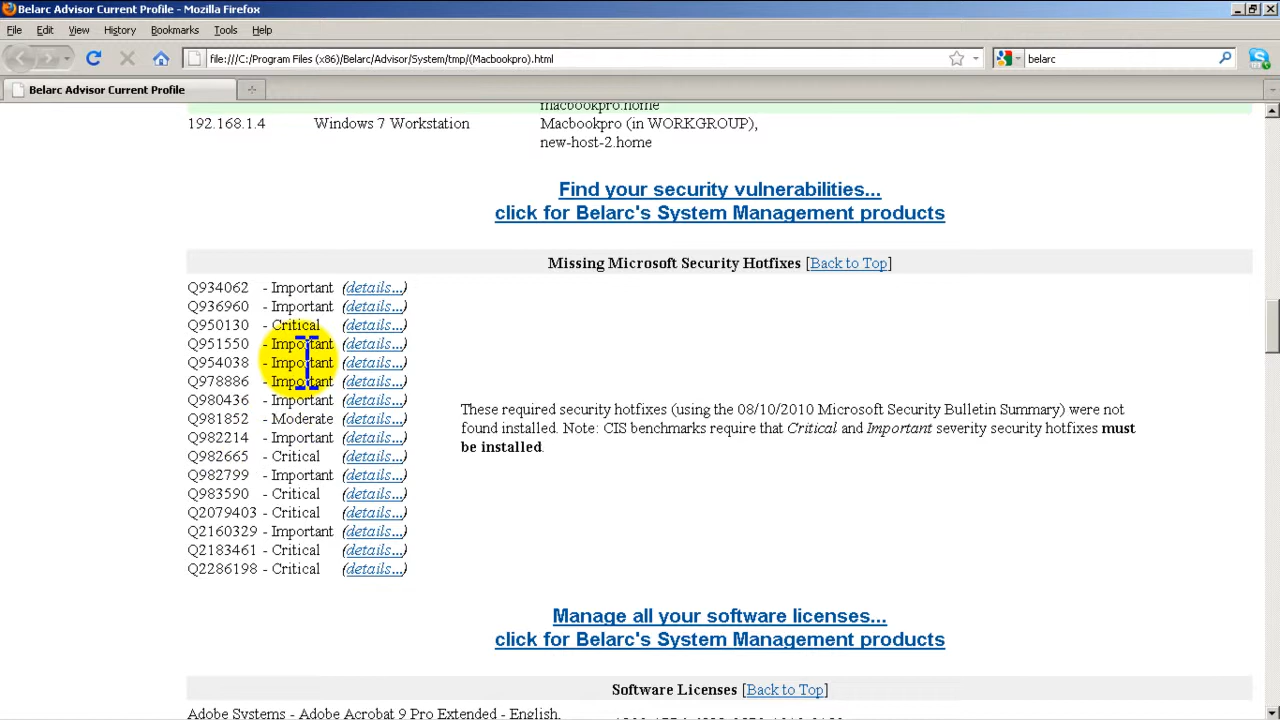 Belarc Advisor Current Profile - Mozilla Firefox
File Edit View History Bookmarks Tools Help
file:///C:/Program Files (x86)/Belarc/Advisor/System/tmp/(Macbookpro).html belarc
Belarc Advisor Current Profile
macbookpro.home
192.168.1.4 Windows 7 Workstation Macbookpro (in WORKGROUP),
new-host-2.home
Find your security vulnerabilities...
click for Belarc's System Management products
Missing Microsoft Security Hotfixes [Back to Top]
Q934062 - Important (details...)
Q936960 - Important (details...)
Q950130 - Critical (details...)
Q951550 - Important (details...)
Q954038 - Important (details...)
Q978886 - Important (details...)
Q980436 - Important (details...)
Q981852 - Moderate (details...)
Q982214 - Important (details...)
Q982665 - Critical (details...)
Q982799 - Important (details...)
Q983590 - Critical (details...)
Q2079403 - Critical (details...)
Q2160329 - Important (details...)
Q2183461 - Critical (details...)
Q2286198 - Critical (details...)
These required security hotfixes (using the 08/10/2010 Microsoft Security Bulletin Summary) were not
found installed. Note: CIS benchmarks require that Critical and Important severity security hotfixes must
be installed.
Manage all your software licenses...
click for Belarc's System Management products
Software Licenses [Back to Top]
Adobe Systems - Adobe Acrobat 9 Pro Extended - English,